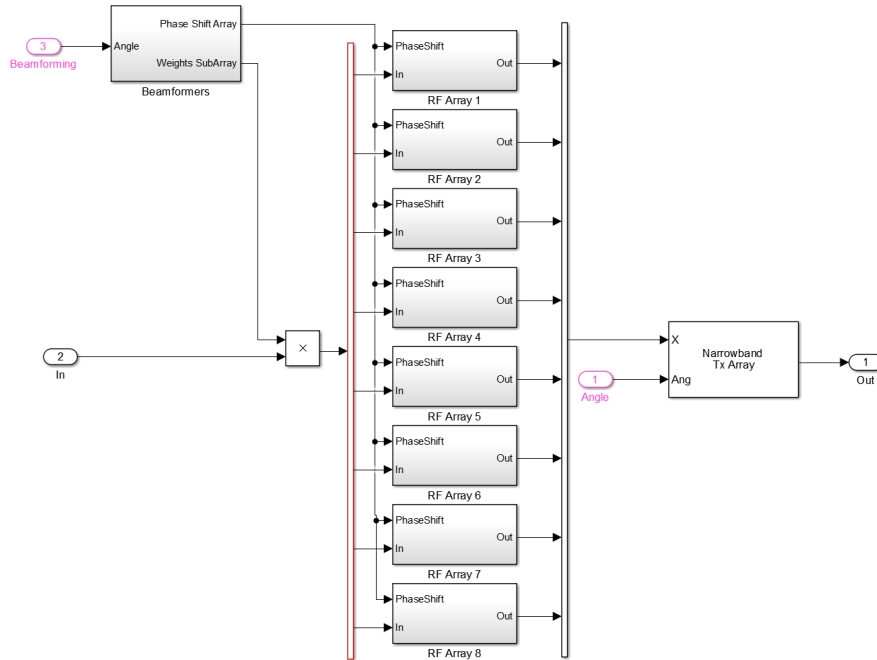 Phase Shift Array
3
Angle
Beamforming
Weights SubArray
Beamformers
PhaseShift
Out
In
RF Array 1
PhaseShift
Out
In
RF Array 2
PhaseShift
Out
In
RF Array 3
PhaseShift
Out
In
RF Array 4
2
In
×
PhaseShift
Out
In
RF Array 5
PhaseShift
Out
In
RF Array 6
PhaseShift
Out
In
RF Array 7
PhaseShift
Out
In
RF Array 8
1
Angle
X
Ang
Narrowband
Tx Array
1
Out